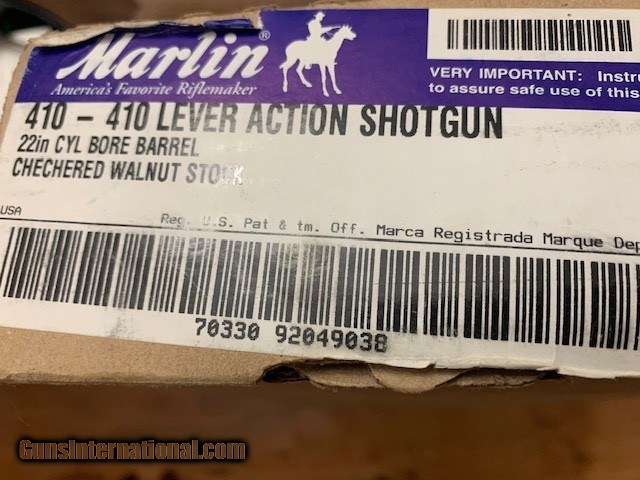 Marlin®
America's Favorite Riflemaker
VERY IMPORTANT:
to assure safe use of this
410 - 410 LEVER ACTION SHOTGUN
22in CYL BORE BARREL
CHECHERED WALNUT STOCK
USA
Reg. U.S. Pat & tm. Off. Marca Registrada Marque
70330 92049038
GunsInternational.com